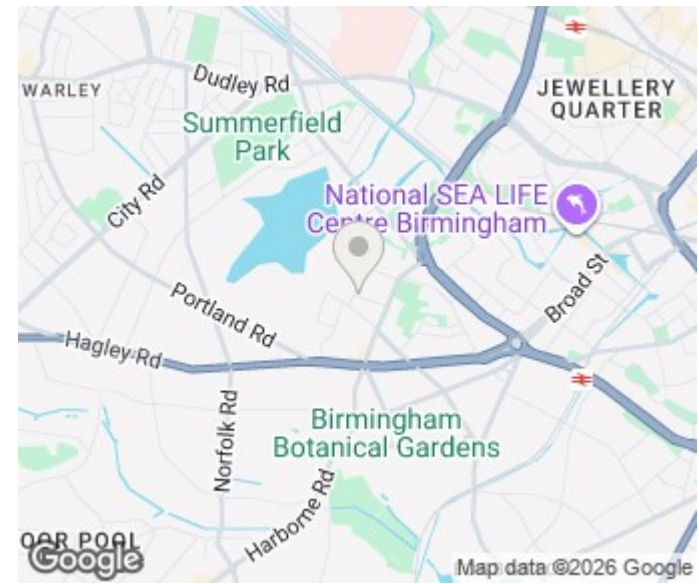 Dudley Rd
WARLEY
JEWELLERY
QUARTER
Summerfield
Park
City Rd
National SEA LIFE
Centre Birmingham
Broad St
Portland Rd
Hagley Rd
Norfolk Rd
Birmingham
Botanical Gardens
Harborne Rd
OOR POOL
Google
Map data ©2026 Google